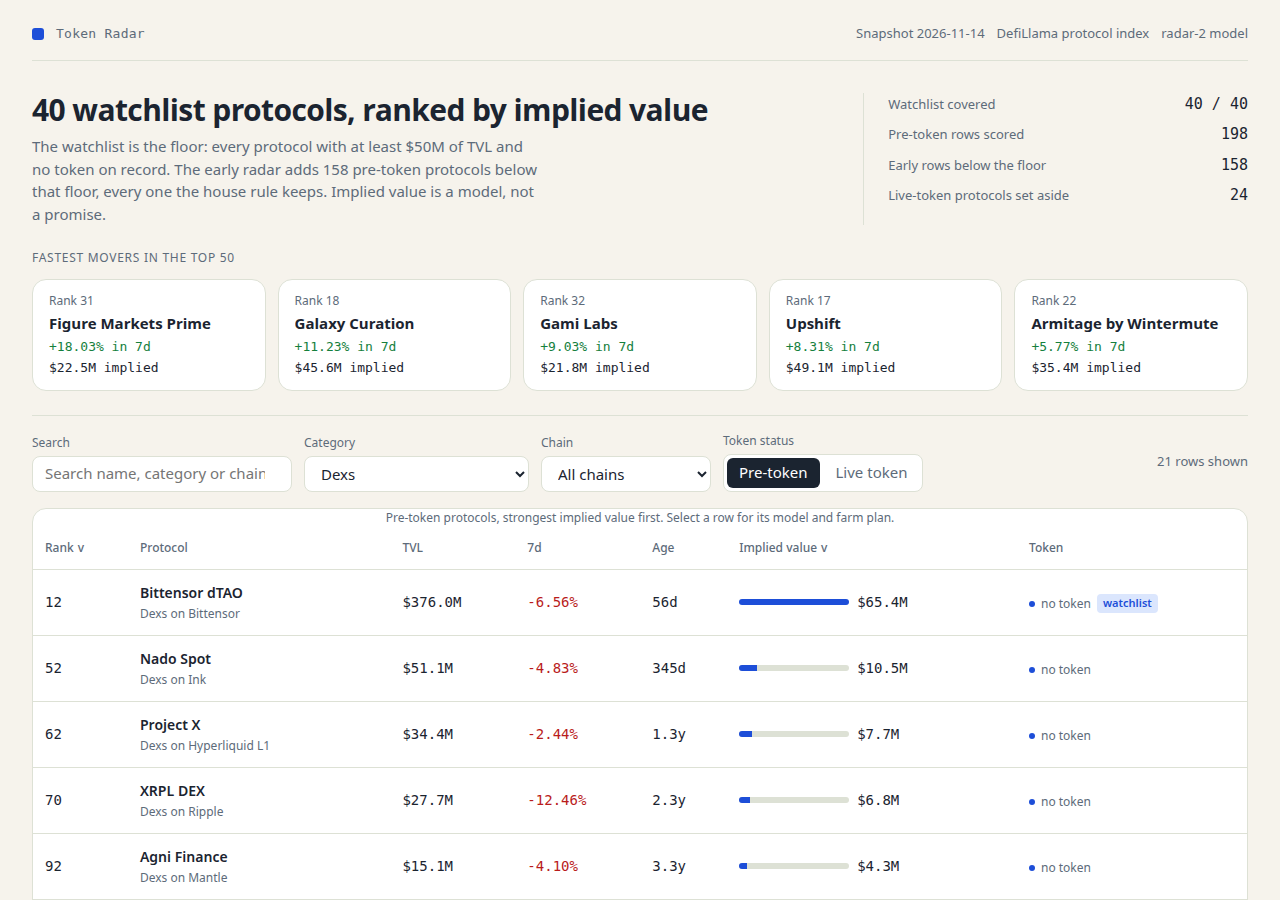 Token Radar
Snapshot 2026-11-14 DefiLlama protocol index radar-2 model
40 watchlist protocols, ranked by implied value
The watchlist is the floor: every protocol with at least $50M of TVL and
no token on record. The early radar adds 158 pre-token protocols below
that floor, every one the house rule keeps. Implied value is a model, not
a promise.
Watchlist covered 40 / 40
Pre-token rows scored 198
Early rows below the floor 158
Live-token protocols set aside 24
FASTEST MOVERS IN THE TOP 50
Rank 31
Figure Markets Prime
+18.03% in 7d
$22.5M implied
Rank 18
Galaxy Curation
+11.23% in 7d
$45.6M implied
Rank 32
Gami Labs
+9.03% in 7d
$21.8M implied
Rank 17
Upshift
+8.31% in 7d
$49.1M implied
Rank 22
Armitage by Wintermute
+5.77% in 7d
$35.4M implied
Search
Search name, category or chain
Category
Dexs
Chain
All chains
Token status
Pre-token Live token
21 rows shown
Pre-token protocols, strongest implied value first. Select a row for its model and farm plan.
Rank v Protocol TVL 7d Age Implied value v Token
12 Bittensor dTAO $376.0M -6.56% 56d $65.4M no token watchlist
Dexs on Bittensor
52 Nado Spot $51.1M -4.83% 345d $10.5M no token
Dexs on Ink
62 Project X $34.4M -2.44% 1.3y $7.7M no token
Dexs on Hyperliquid L1
70 XRPL DEX $27.7M -12.46% 2.3y $6.8M no token
Dexs on Ripple
92 Agni Finance $15.1M -4.10% 3.3y $4.3M no token
Dexs on Mantle